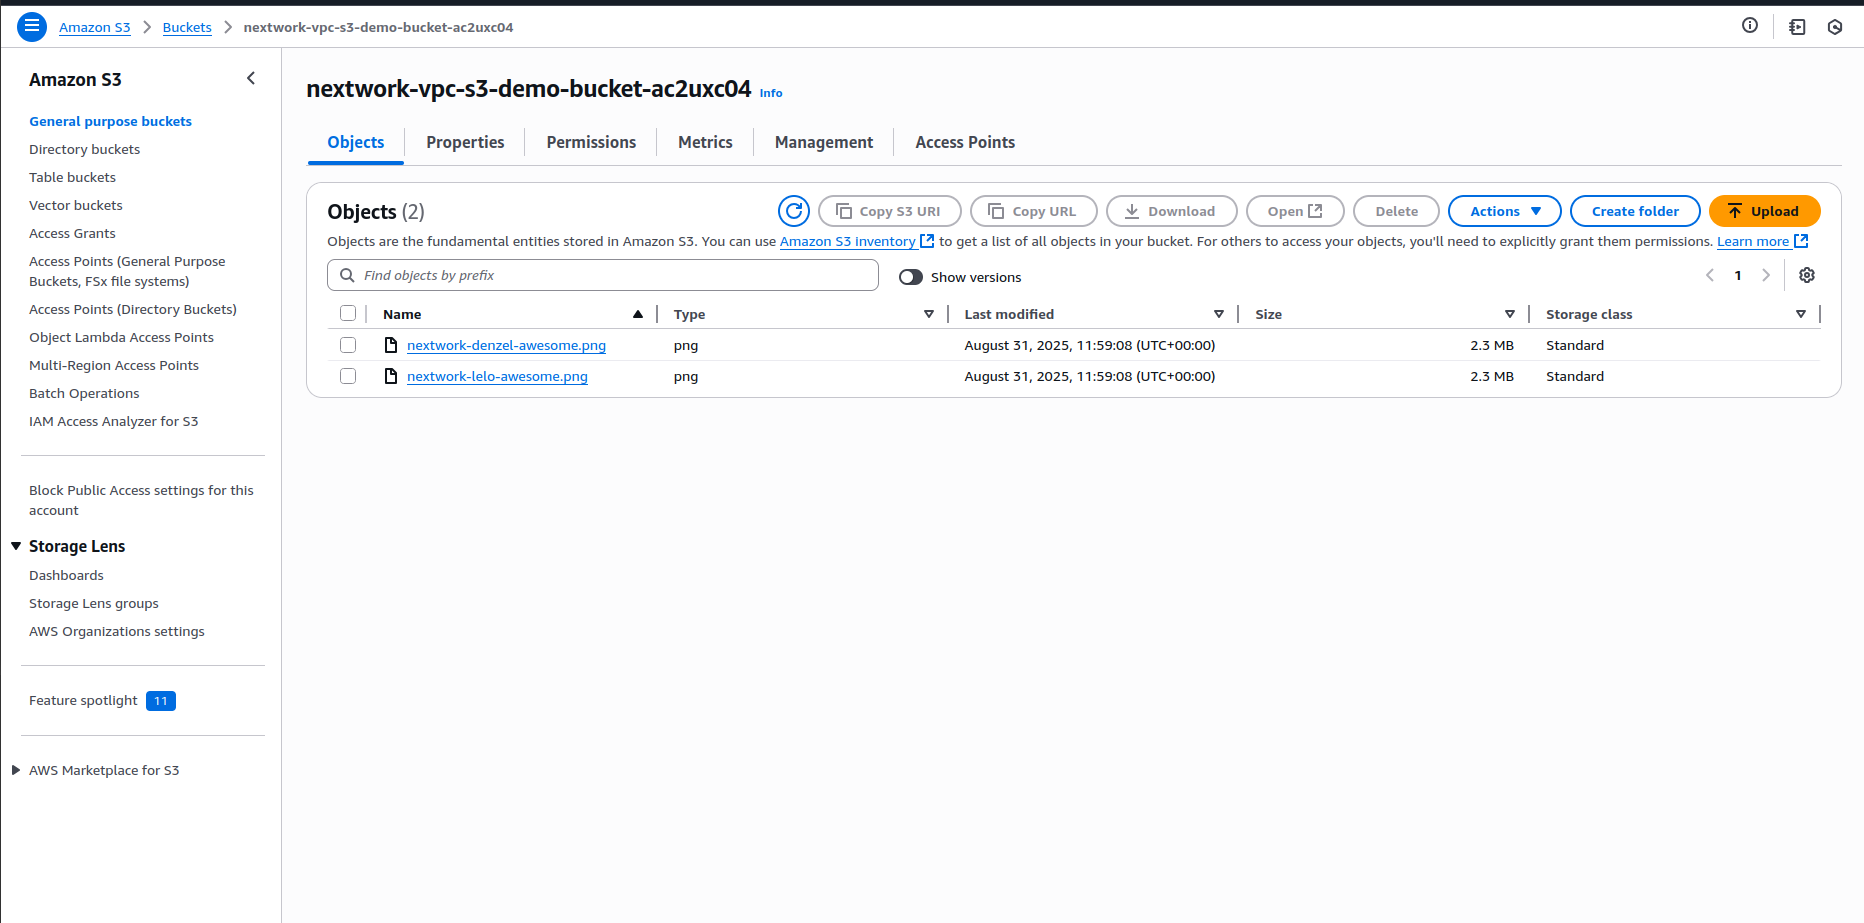 Amazon S3 > Buckets > nextwork-vpc-s3-demo-bucket-ac2uxc04
Amazon S3
General purpose buckets
Directory buckets
Table buckets
Vector buckets
Access Grants
Access Points (General Purpose
Buckets, FSx file systems)
Access Points (Directory Buckets)
Object Lambda Access Points
Multi-Region Access Points
Batch Operations
IAM Access Analyzer for S3
Block Public Access settings for this
account
Storage Lens
Dashboards
Storage Lens groups
AWS Organizations settings
Feature spotlight 11
AWS Marketplace for S3
nextwork-vpc-s3-demo-bucket-ac2uxc04 Info
Objects Properties Permissions Metrics Management Access Points
Objects (2) Copy S3 URI Copy URL Download Open Delete Actions Create folder Upload
Objects are the fundamental entities stored in Amazon S3. You can use Amazon S3 inventory to get a list of all objects in your bucket. For others to access your objects, you'll need to explicitly grant them permissions. Learn more
Find objects by prefix Show versions 1
Name Type Last modified Size Storage class
nextwork-denzel-awesome.png png August 31, 2025, 11:59:08 (UTC+00:00) 2.3 MB Standard
nextwork-lelo-awesome.png png August 31, 2025, 11:59:08 (UTC+00:00) 2.3 MB Standard